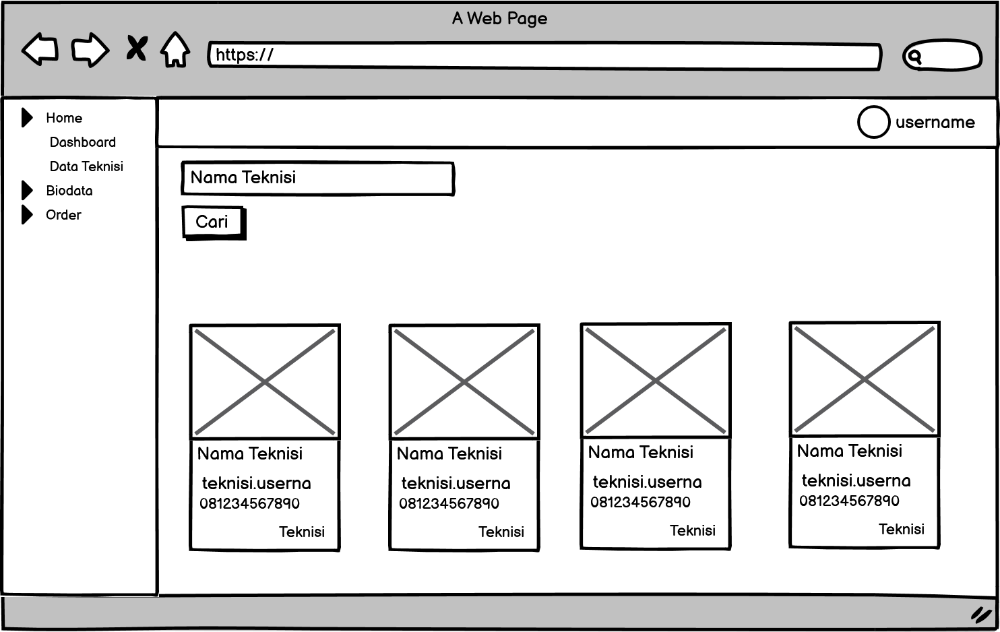 A Web Page
https://
Home
Dashboard
Data Teknisi
Biodata
Order
username
Nama Teknisi
Cari
Nama Teknisi
teknisi.userna
081234567890
Teknisi
Nama Teknisi
teknisi.userna
081234567890
Teknisi
Nama Teknisi
teknisi.userna
081234567890
Teknisi
Nama Teknisi
teknisi.userna
081234567890
Teknisi